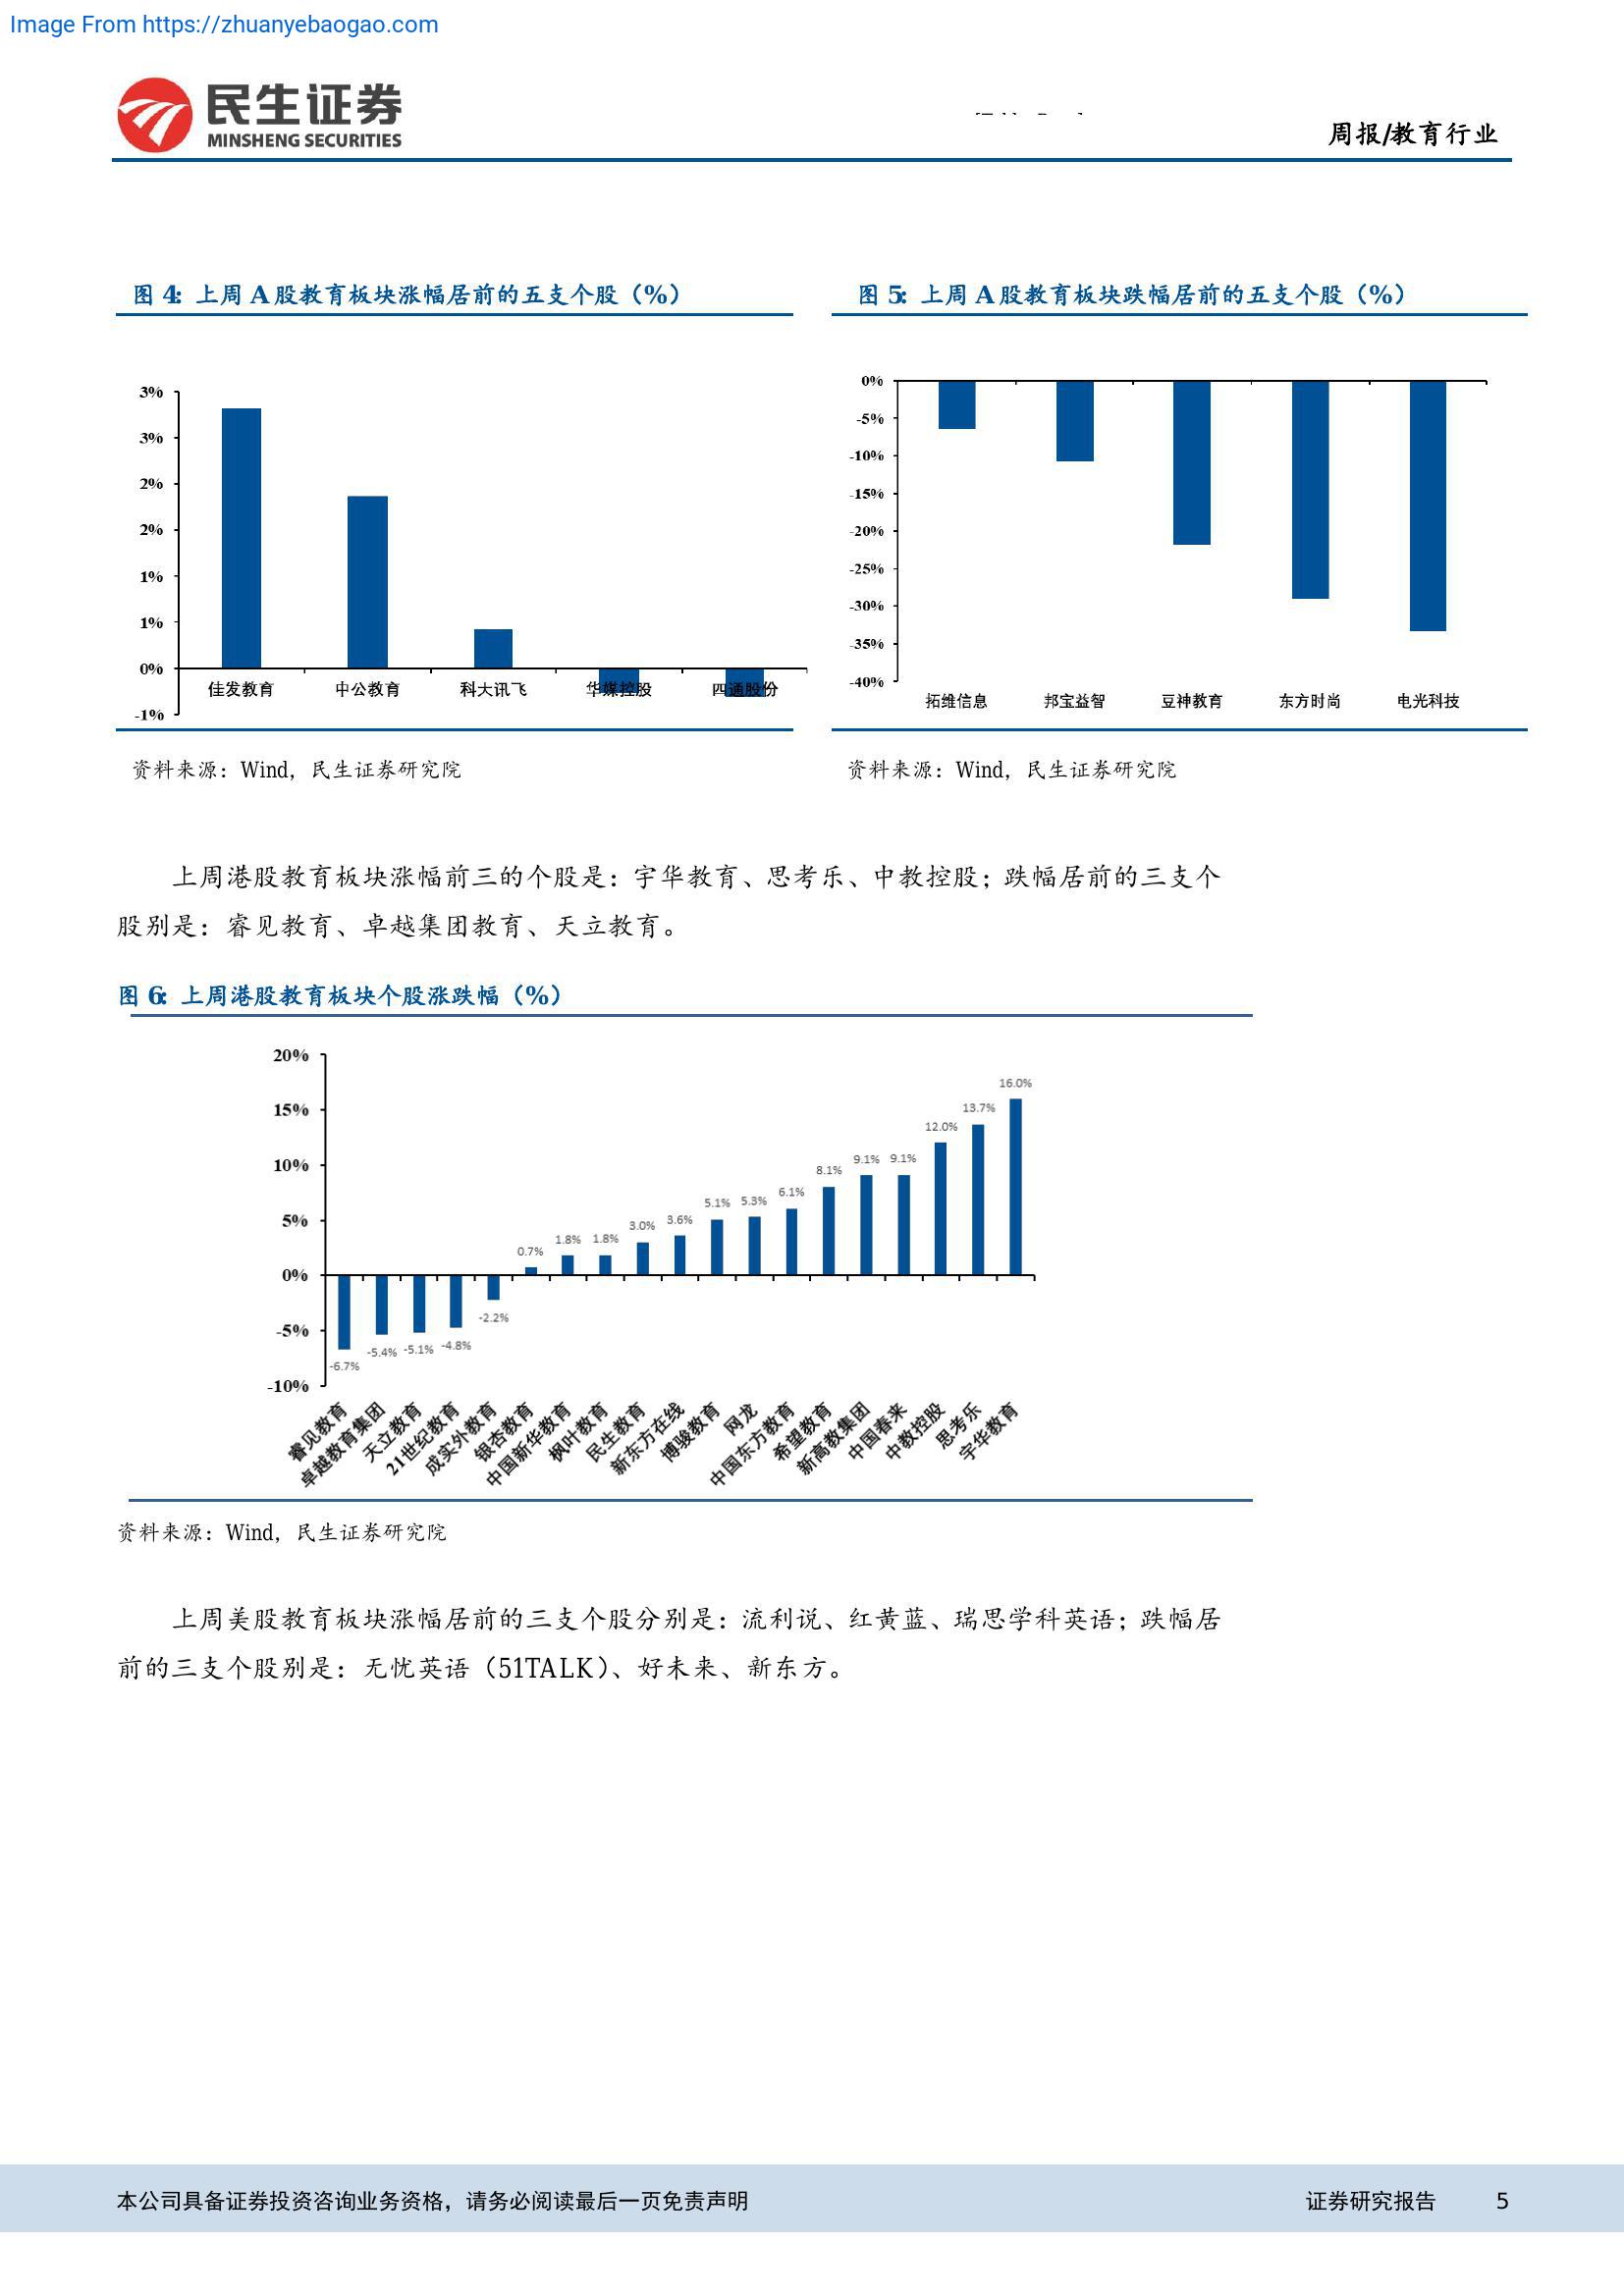 Image From https://zhuanyebaogao.com
民生证券
MINSHENG SECURITIES
周报/教育行业
图 4: 上周 A 股教育板块涨幅居前的五支个股（%）
3%
3%
2%
2%
1%
1%
0%
-1%
佳发教育 中公教育 科大讯飞 华媒控股 四通股份
资料来源：Wind，民生证券研究院
图 5: 上周 A 股教育板块跌幅居前的五支个股（%）
0%
-5%
-10%
-15%
-20%
-25%
-30%
-35%
-40%
拓维信息 邦宝益智 豆神教育 东方时尚 电光科技
资料来源：Wind，民生证券研究院
上周港股教育板块涨幅前三的个股是：宇华教育、思考乐、中教控股；跌幅居前的三支个
股别是：睿见教育、卓越集团教育、天立教育。
图 6: 上周港股教育板块个股涨跌幅（%）
20%
15%
10%
5%
0%
-5%
-10%
-6.7% -5.4% -5.1% -4.8% -2.2% 0.7% 1.8% 1.8% 3.0% 3.6% 5.1% 5.3% 6.1% 8.1% 9.1% 9.1% 12.0% 13.7% 16.0%
睿见教育 卓越教育集团 天立教育 21世纪教育 成实外教育 银杏教育 中国新华教育 枫叶教育 民生教育 新东方在线 博骏教育 网龙 中国东方教育 希望教育 新高教集团 中国春来 中教控股 思考乐 宇华教育
资料来源：Wind，民生证券研究院
上周美股教育板块涨幅居前的三支个股分别是：流利说、红黄蓝、瑞思学科英语；跌幅居
前的三支个股别是：无忧英语（51TALK）、好未来、新东方。
本公司具备证券投资咨询业务资格，请务必阅读最后一页免责声明
证券研究报告 5